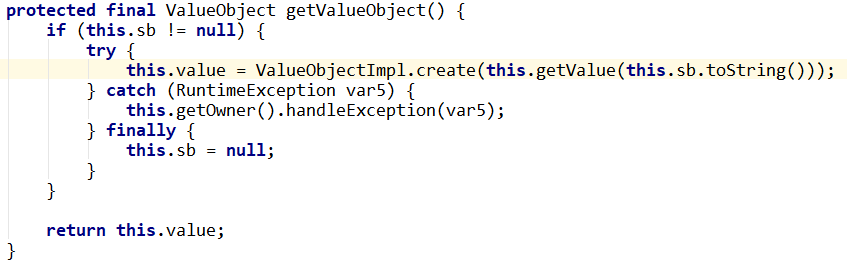 protected final ValueObject getValueObject() {
    if (this.sb != null) {
        try {
            this.value = ValueObjectImpl.create(this.getValue(this.sb.toString()));
        } catch (RuntimeException var5) {
            this.getOwner().handleException(var5);
        } finally {
            this.sb = null;
        }
    }

    return this.value;
}